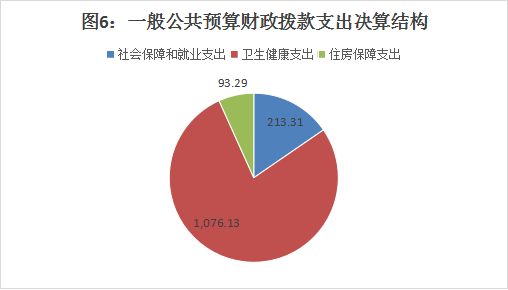 图6：一般公共预算财政拨款支出决算结构
社会保障和就业支出 卫生健康支出 住房保障支出
93.29
213.31
1,076.13